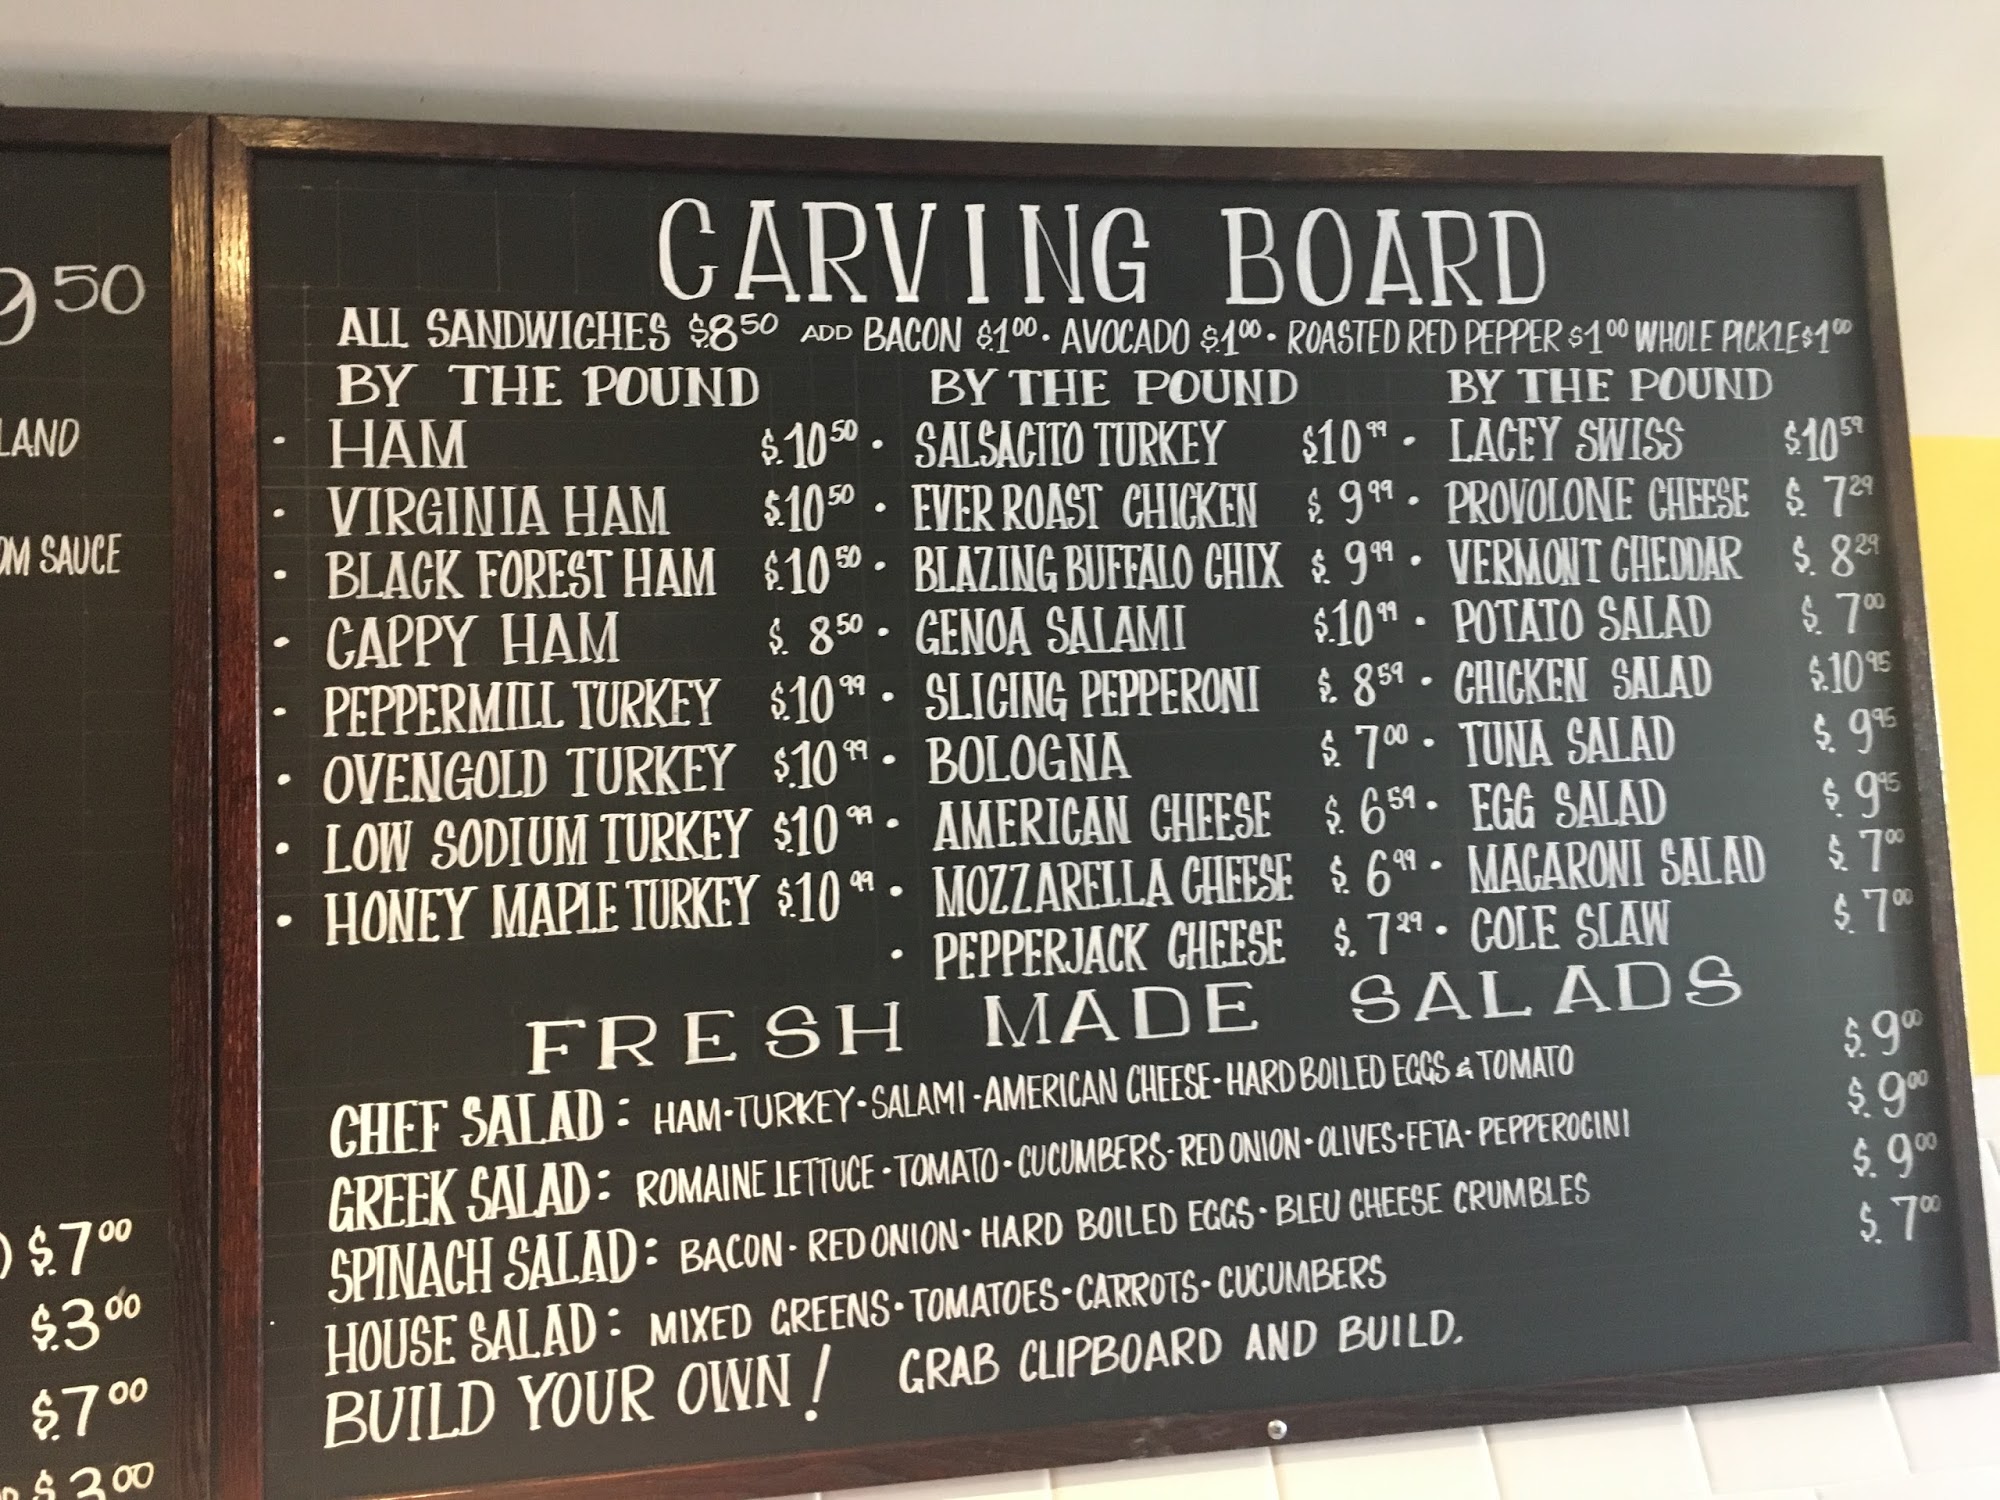 CARVING BOARD
ALL SANDWICHES $8.50 ADD BACON $1.00 · AVOCADO $1.00 · ROASTED RED PEPPER $1.00 WHOLE PICKLE $1.00
BY THE POUND
· HAM $10.50
· VIRGINIA HAM $10.50
· BLACK FOREST HAM $10.50
· CAPPY HAM $8.50
· PEPPERMILL TURKEY $10.99
· OVENGOLD TURKEY $10.99
· LOW SODIUM TURKEY $10.99
· HONEY MAPLE TURKEY $10.99
BY THE POUND
· SALSACITO TURKEY $10.99
· EVER ROAST CHICKEN $9.99
· BLAZING BUFFALO CHIX $9.99
· GENOA SALAMI $10.99
· SLICING PEPPERONI $8.59
· BOLOGNA $7.00
· AMERICAN CHEESE $6.59
· MOZZARELLA CHEESE $6.99
· PEPPERJACK CHEESE $7.29
BY THE POUND
· LACEY SWISS $10.59
· PROVOLONE CHEESE $7.29
· VERMONT CHEDDAR $8.29
· POTATO SALAD $7.00
· CHICKEN SALAD $10.95
· TUNA SALAD $9.95
· EGG SALAD $9.95
· MACARONI SALAD $7.00
· COLE SLAW $7.00
FRESH MADE SALADS
CHEF SALAD: HAM · TURKEY · SALAMI · AMERICAN CHEESE · HARD BOILED EGGS & TOMATO $9.00
GREEK SALAD: ROMAINE LETTUCE · TOMATO · CUCUMBERS · RED ONION · OLIVES · FETA · PEPPEROCINI $9.00
SPINACH SALAD: BACON · RED ONION · HARD BOILED EGGS · BLEU CHEESE CRUMBLES $9.00
HOUSE SALAD: MIXED GREENS · TOMATOES · CARROTS · CUCUMBERS $7.00
BUILD YOUR OWN! GRAB CLIPBOARD AND BUILD.
9.50
LAND
OM SAUCE
) $.7.00
$.3.00
$.7.00
$.3.00